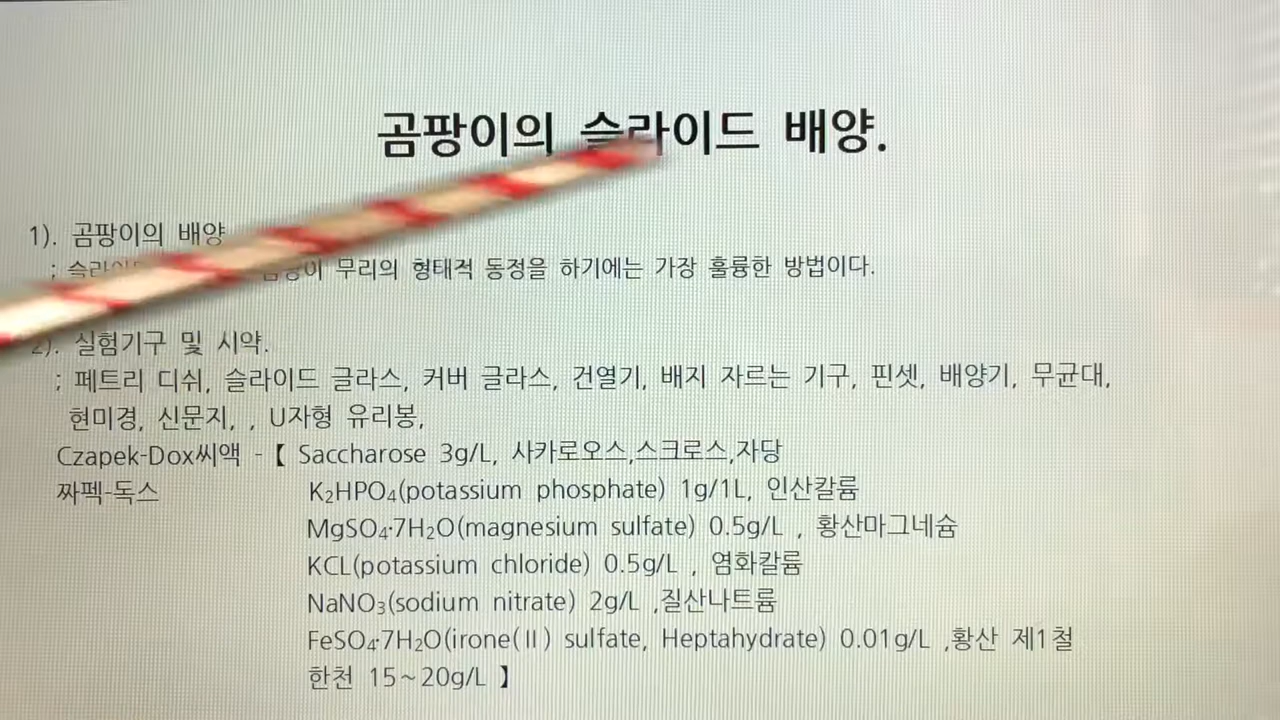 곰팡이의 슬라이드 배양.
1). 곰팡이의 배양
; 무리의 형태적 동정을 하기에는 가장 훌륭한 방법이다.
2). 실험기구 및 시약.
; 페트리 디쉬, 슬라이드 글라스, 커버 글라스, 건열기, 배지 자르는 기구, 핀셋, 배양기, 무균대,
현미경, 신문지, , U자형 유리봉,
Czapek-Dox씨액 -【 Saccharose 3g/L, 사카로오스,스크로스,자당
짜펙-독스 K₂HPO₄(potassium phosphate) 1g/1L, 인산칼륨
MgSO₄·7H₂O(magnesium sulfate) 0.5g/L , 황산마그네슘
KCL(potassium chloride) 0.5g/L , 염화칼륨
NaNO₃(sodium nitrate) 2g/L ,질산나트륨
FeSO₄·7H₂O(irone(Ⅱ) sulfate, Heptahydrate) 0.01g/L ,황산 제1철
한천 15~20g/L 】